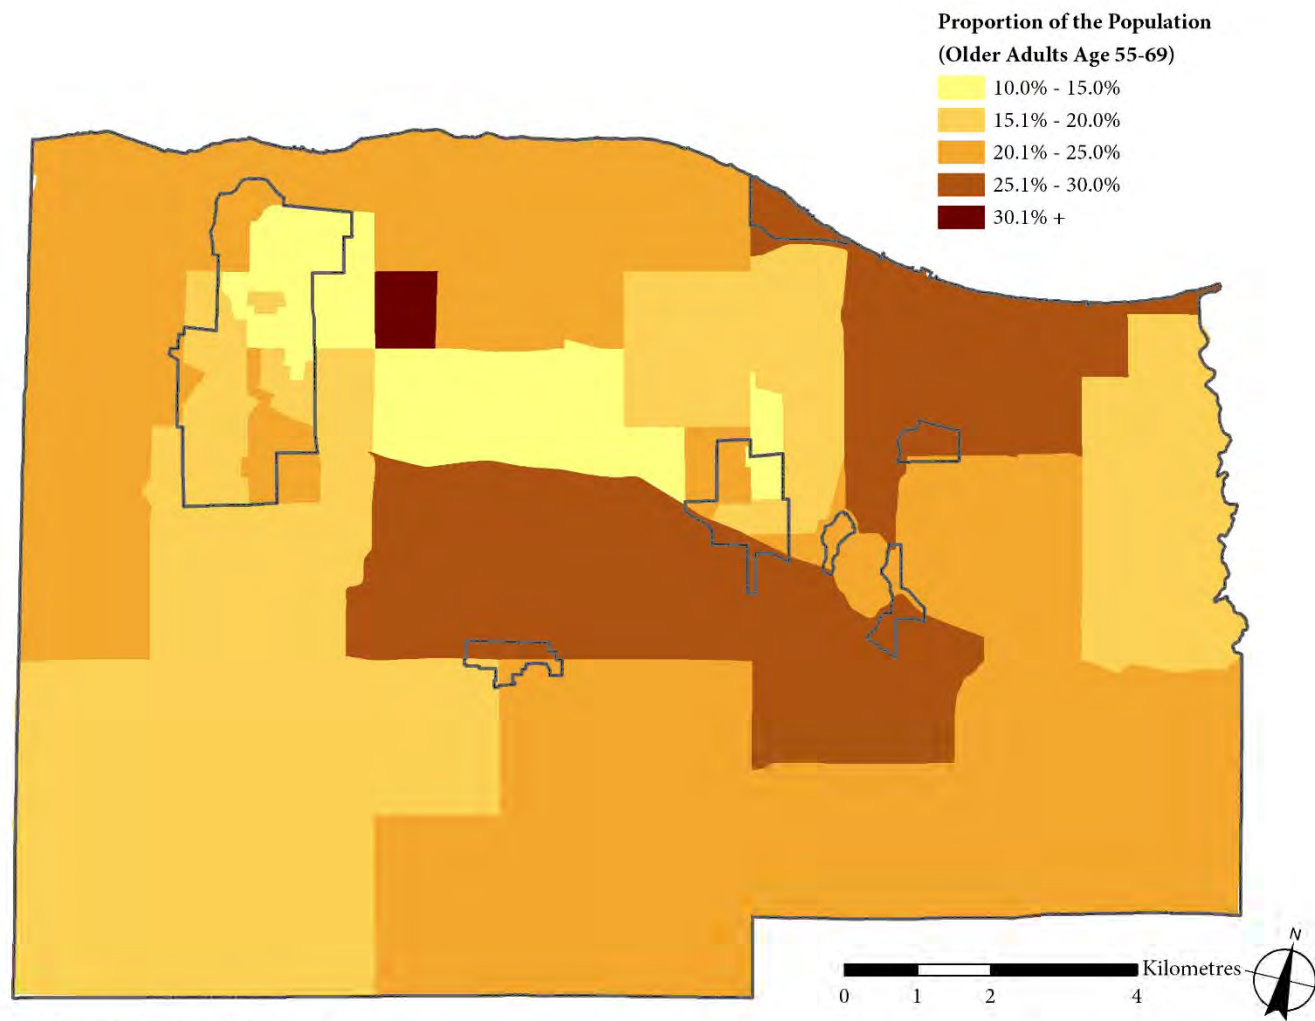 Proportion of the Population
(Older Adults Age 55-69)
10.0% - 15.0%
15.1% - 20.0%
20.1% - 25.0%
25.1% - 30.0%
30.1% +
N
Kilometres
0 1 2 4